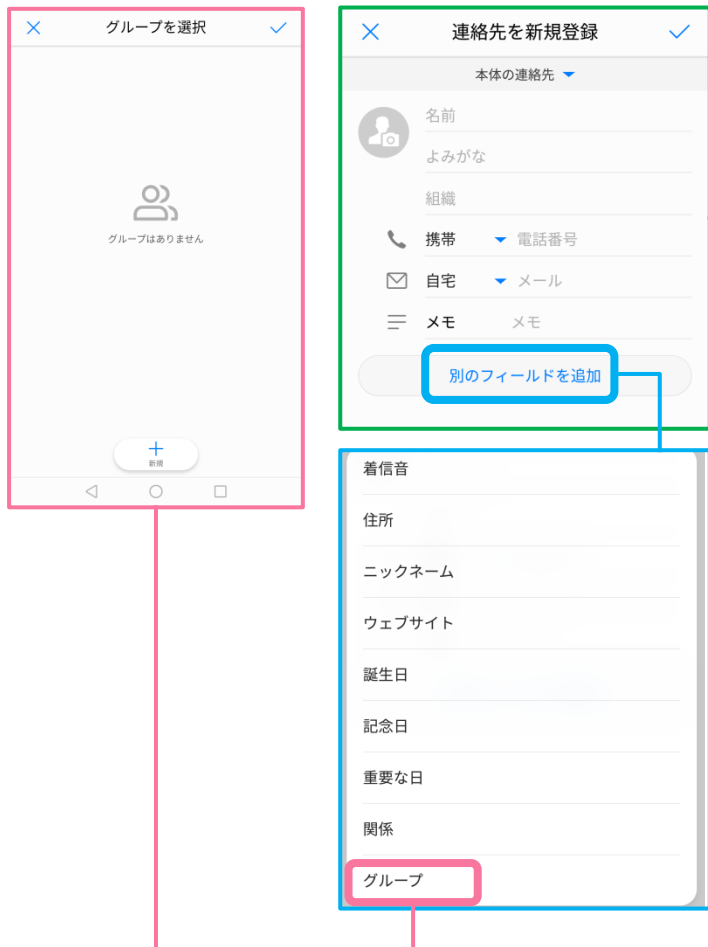 グループを選択
グループはありません
新規
連絡先を新規登録
本体の連絡先
名前
よみがな
組織
携帯 電話番号
自宅 メール
メモ メモ
別のフィールドを追加
着信音
住所
ニックネーム
ウェブサイト
誕生日
記念日
重要な日
関係
グループ